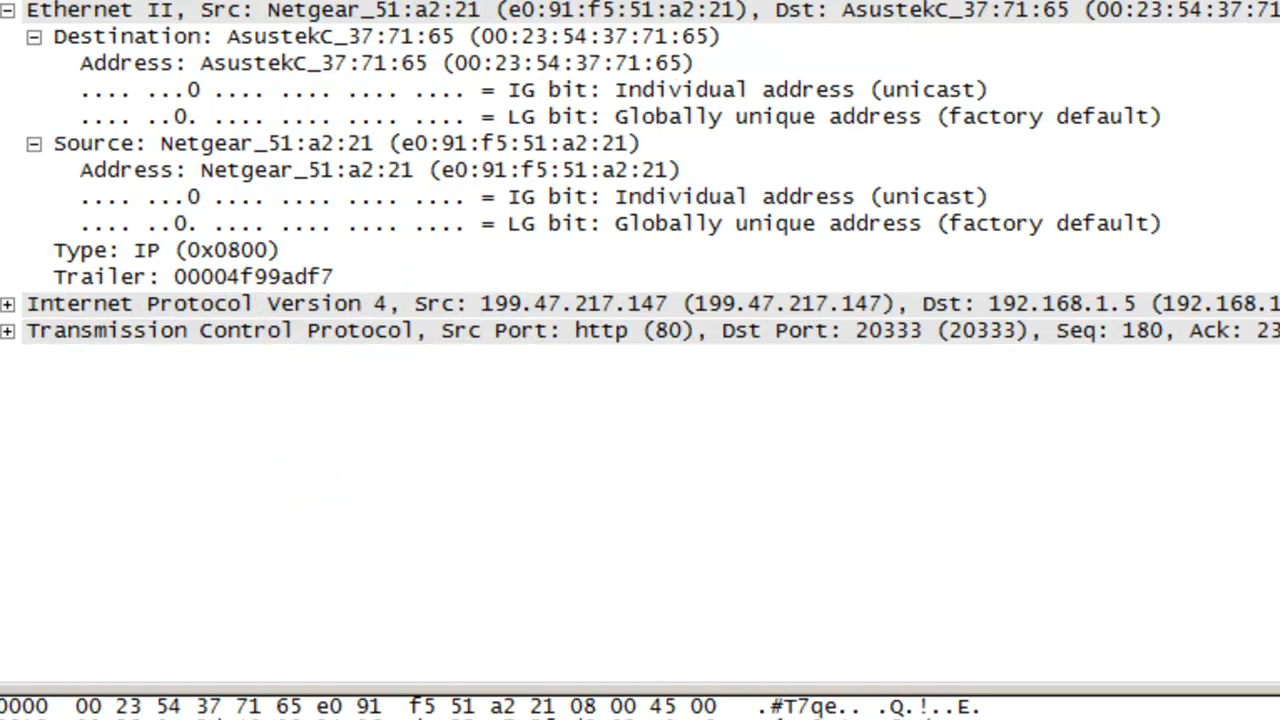 Ethernet II, Src: Netgear_51:a2:21 (e0:91:f5:51:a2:21), Dst: AsustekC_37:71:65 (00:23:54:37:71
Destination: AsustekC_37:71:65 (00:23:54:37:71:65)
Address: AsustekC_37:71:65 (00:23:54:37:71:65)
.... ...0 .... .... .... .... = IG bit: Individual address (unicast)
.... ..0. .... .... .... .... = LG bit: Globally unique address (factory default)
Source: Netgear_51:a2:21 (e0:91:f5:51:a2:21)
Address: Netgear_51:a2:21 (e0:91:f5:51:a2:21)
.... ...0 .... .... .... .... = IG bit: Individual address (unicast)
.... ..0. .... .... .... .... = LG bit: Globally unique address (factory default)
Type: IP (0x0800)
Trailer: 00004f99adf7
Internet Protocol Version 4, Src: 199.47.217.147 (199.47.217.147), Dst: 192.168.1.5 (192.168.1
Transmission Control Protocol, Src Port: http (80), Dst Port: 20333 (20333), Seq: 180, Ack: 23
0000 00 23 54 37 71 65 e0 91 f5 51 a2 21 08 00 45 00 .#T7qe.. .Q.!..E.